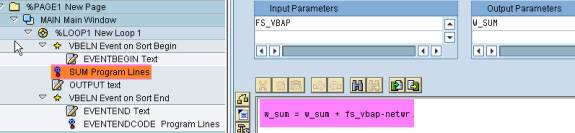 %PAGE1 New Page
MAIN Main Window
%LOOP1 New Loop 1
VBELN Event on Sort Begin
EVENTBEGIN Text
SUM Program Lines
OUTPUT text
VBELN Event on Sort End
EVENTEND Text
EVENTENDCODE Program Lines
Input Parameters
FS_VBAP
Output Parameters
W_SUM
w_sum = w_sum + fs_vbap-netwr.